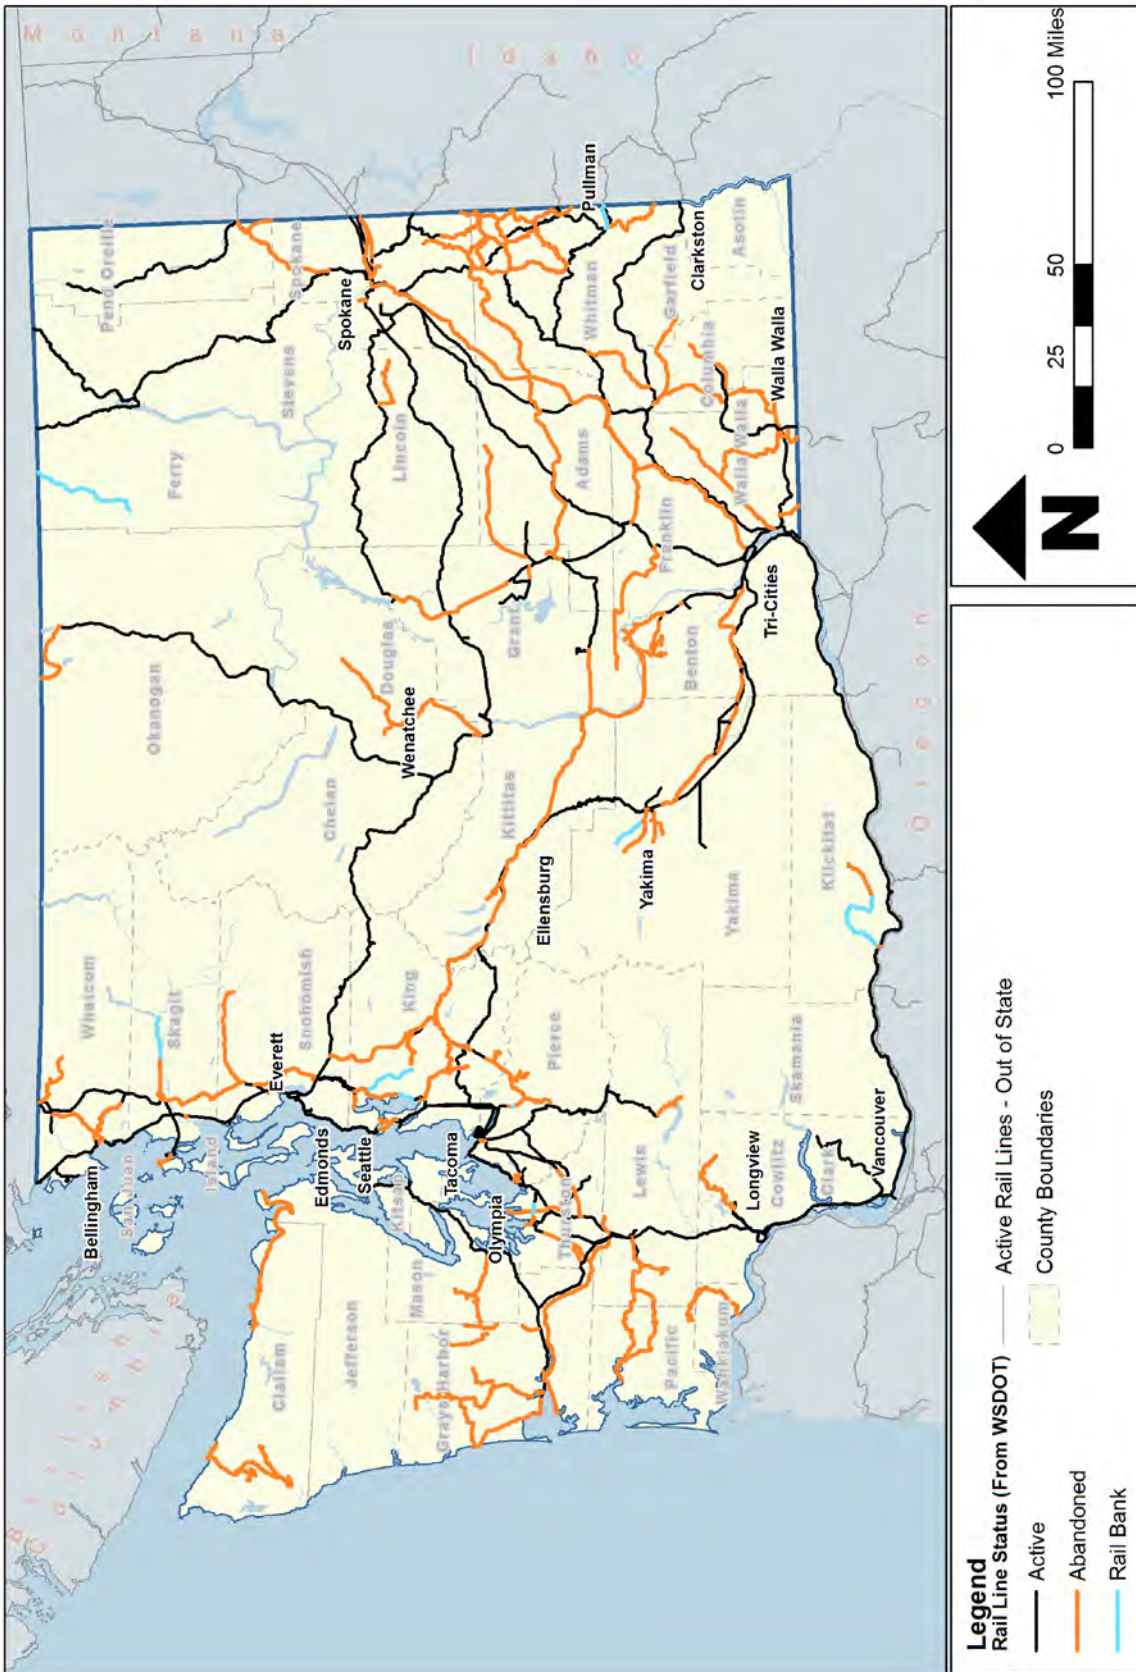 Montana
Idaho
Oregon
Whatcom
Okanogan
Ferry
Pend Oreille
Stevens
Bellingham
San Juan
Skagit
Island
Clallam
Snohomish
Everett
Chelan
Douglas
Lincoln
Spokane
Spokane
Edmonds
Seattle
Jefferson
Kitsap
King
Wenatchee
Grant
Mason
Grays Harbor
Tacoma
Olympia
Kittitas
Ellensburg
Adams
Whitman
Pullman
Thurston
Pierce
Lewis
Yakima
Yakima
Franklin
Benton
Garfield
Clarkston
Columbia
Asotin
Walla Walla
Walla Walla
Tri-Cities
Pacific
Wahkiakum
Longview
Cowlitz
Skamania
Clark
Vancouver
Klickitat
Legend
Rail Line Status (From WSDOT)
Active
Abandoned
Rail Bank
Active Rail Lines - Out of State
County Boundaries
N
0 25 50 100 Miles